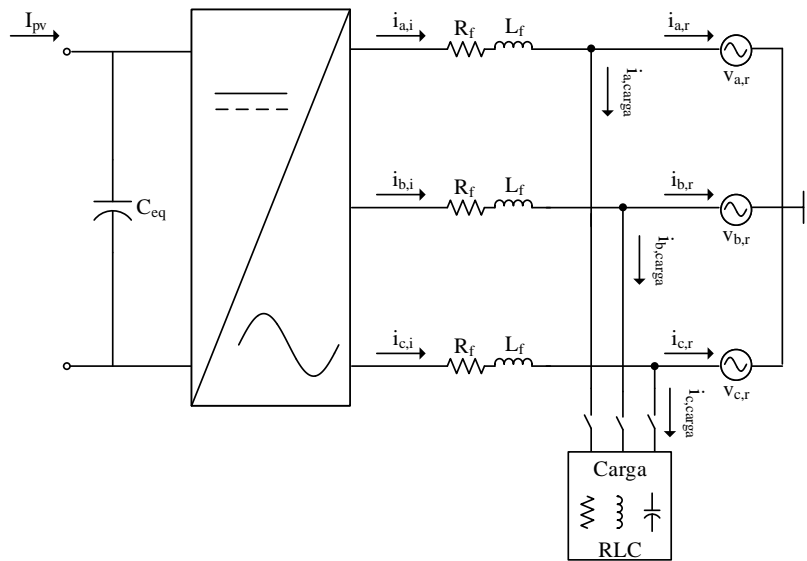 I_pv
i_a,i
R_f
L_f
i_a,r
v_a,r
i_a,carga
C_eq
i_b,i
R_f
L_f
i_b,r
v_b,r
i_b,carga
i_c,i
R_f
L_f
i_c,r
v_c,r
i_c,carga
Carga
RLC